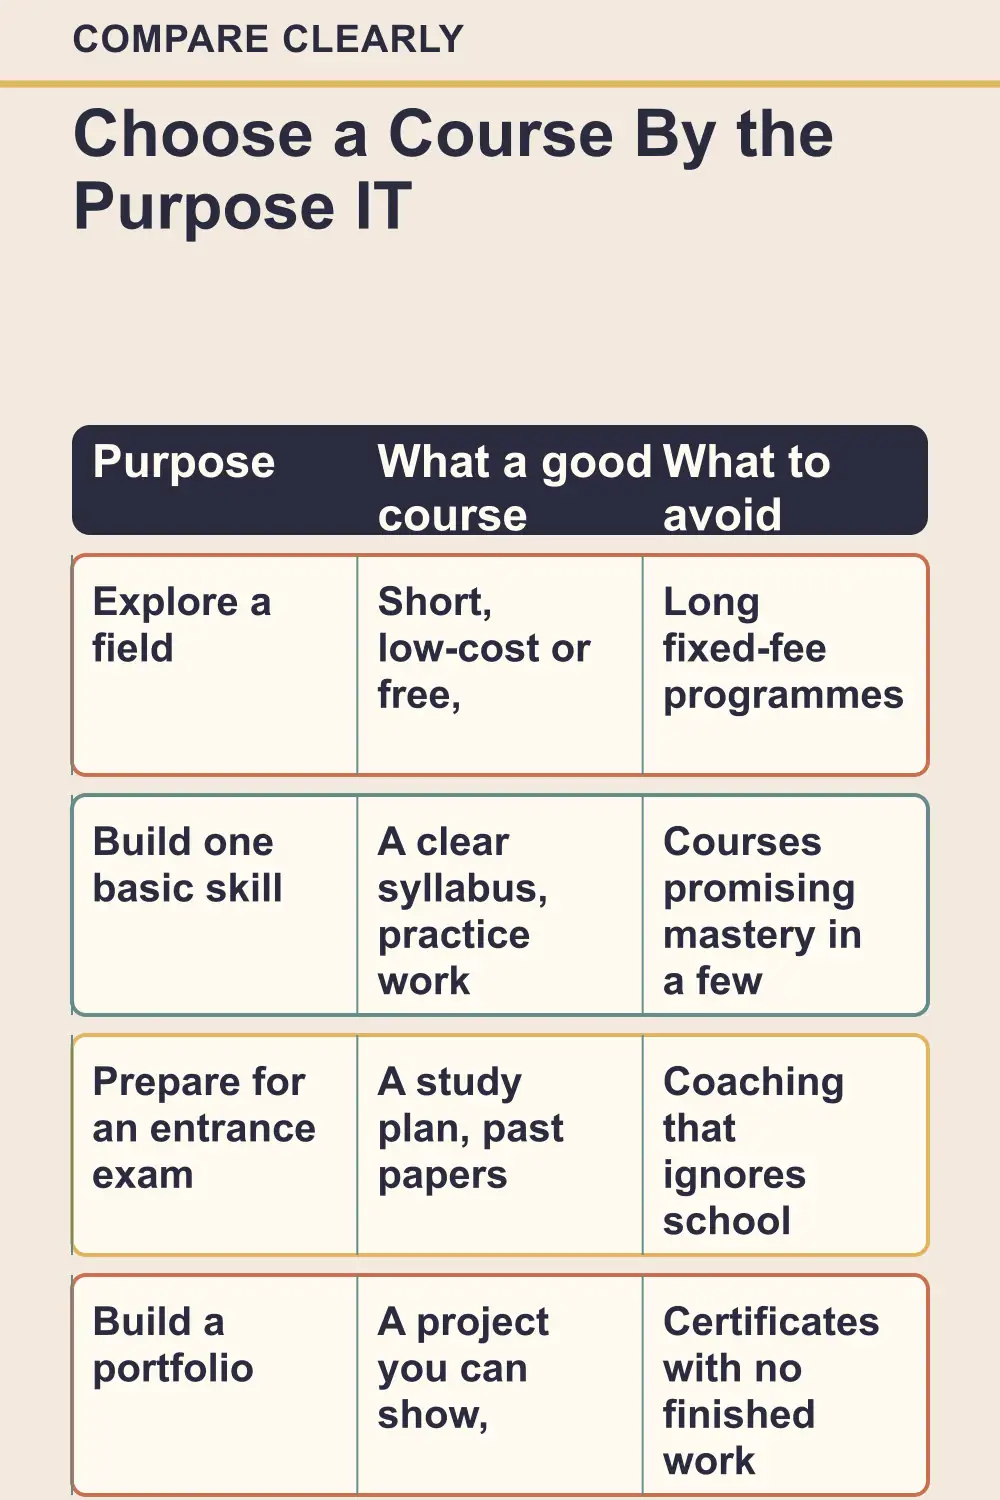 COMPARE CLEARLY
Choose a Course By the
Purpose IT
Purpose
What a good
course
What to
avoid
Explore a
field
Short,
low-cost or
free,
Long
fixed-fee
programmes
Build one
basic skill
A clear
syllabus,
practice
work
Courses
promising
mastery in
a few
Prepare for
an entrance
exam
A study
plan, past
papers
Coaching
that
ignores
school
Build a
portfolio
A project
you can
show,
Certificates
with no
finished
work